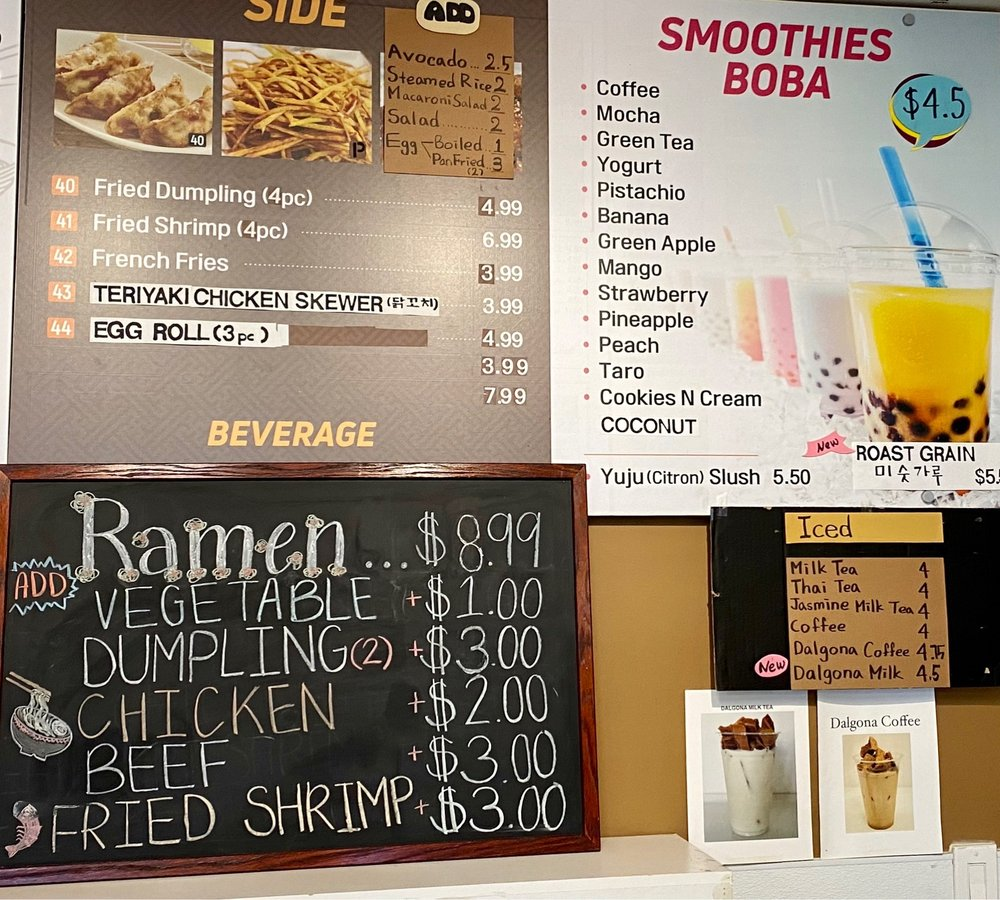 SIDE
40
P
ADD
Avocado... 2.5
Steamed Rice 2
Macaroni Salad 2
Salad.......... 2
Egg Boiled 1
Pan Fried 3
(2)
40 Fried Dumpling (4pc) 4.99
41 Fried Shrimp (4pc) 6.99
42 French Fries 3.99
43 TERIYAKI CHICKEN SKEWER (닭꼬치) 3.99
44 EGG ROLL (3pc) 4.99
3.99
7.99
BEVERAGE
SMOOTHIES
BOBA
$4.5
• Coffee
• Mocha
• Green Tea
• Yogurt
• Pistachio
• Banana
• Green Apple
• Mango
• Strawberry
• Pineapple
• Peach
• Taro
• Cookies N Cream
COCONUT
• Yuju (Citron) Slush 5.50
New
ROAST GRAIN
미숫가루
Ramen... $8.99
ADD
VEGETABLE +$1.00
DUMPLING(2) +$3.00
CHICKEN +$2.00
BEEF +$3.00
FRIED SHRIMP +$3.00
Iced
Milk Tea 4
Thai Tea 4
Jasmine Milk Tea 4
Coffee 4
Dalgona Coffee 4.75
New Dalgona Milk 4.5
DALGONA MILK TEA
Dalgona Coffee